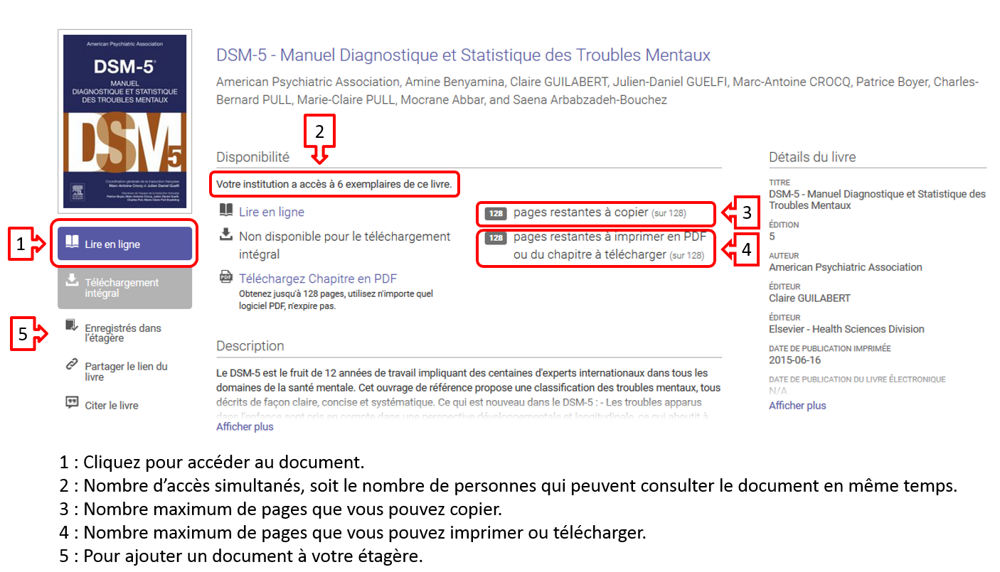 American Psychiatric Association
DSM-5®
MANUEL
DIAGNOSTIQUE ET STATISTIQUE
DES TROUBLES MENTAUX
DSM5
Coordination générale de la traduction française
Marc-Antoine Crocq et Julien Daniel Guelfi
DSM-5 - Manuel Diagnostique et Statistique des Troubles Mentaux
American Psychiatric Association, Amine Benyamina, Claire GUILABERT, Julien-Daniel GUELFI, Marc-Antoine CROCQ, Patrice Boyer, Charles-
Bernard PULL, Marie-Claire PULL, Mocrane Abbar, and Saena Arbabzadeh-Bouchez
2
Disponibilité
Votre institution a accès à 6 exemplaires de ce livre.
Lire en ligne
Non disponible pour le téléchargement
intégral
PDF
Téléchargez Chapitre en PDF
Obtenez jusqu'à 128 pages, utilisez n'importe quel
logiciel PDF, n'expire pas.
128 pages restantes à copier (sur 128)
3
128 pages restantes à imprimer en PDF
ou du chapitre à télécharger (sur 128)
4
1
Lire en ligne
Téléchargement
intégral
5
Enregistrés dans
l'étagère
Partager le lien du
livre
Citer le livre
Description
Le DSM-5 est le fruit de 12 années de travail impliquant des centaines d'experts internationaux dans tous les
domaines de la santé mentale. Cet ouvrage de référence propose une classification des troubles mentaux, tous
décrits de façon claire, concise et systématique. Ce qui est nouveau dans le DSM-5 : - Les troubles apparus
dans l'enfance sont pris en compte dans une perspective développementale et longitudinale, ce qui aboutit à
Afficher plus
Détails du livre
TITRE
DSM-5 - Manuel Diagnostique et Statistique des
Troubles Mentaux
ÉDITION
5
AUTEUR
American Psychiatric Association
ÉDITEUR
Claire GUILABERT
ÉDITEUR
Elsevier - Health Sciences Division
DATE DE PUBLICATION IMPRIMÉE
2015-06-16
DATE DE PUBLICATION DU LIVRE ÉLECTRONIQUE
N/A
Afficher plus
1 : Cliquez pour accéder au document.
2 : Nombre d’accès simultanés, soit le nombre de personnes qui peuvent consulter le document en même temps.
3 : Nombre maximum de pages que vous pouvez copier.
4 : Nombre maximum de pages que vous pouvez imprimer ou télécharger.
5 : Pour ajouter un document à votre étagère.